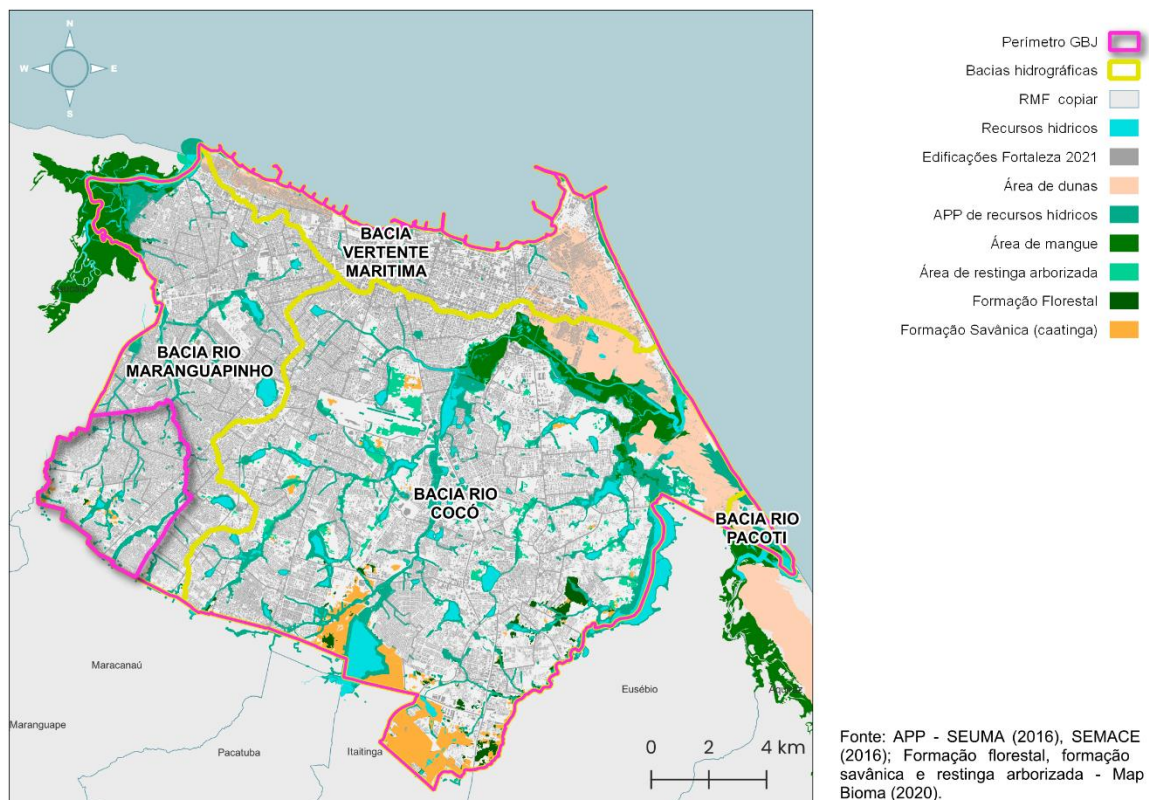 N
W
E
S
BACIA
VERTENTE
MARITIMA
BACIA RIO
MARANGUAPINHO
BACIA RIO
COCÓ
BACIA RIO
PACOTI
Maracanaú
Maranguape
Pacatuba
Itaitinga
Eusébio
0 2 4 km
Perímetro GBJ
Bacias hidrográficas
RMF copiar
Recursos hídricos
Edificações Fortaleza 2021
Área de dunas
APP de recursos hídricos
Área de mangue
Área de restinga arborizada
Formação Florestal
Formação Savânica (caatinga)
Fonte: APP - SEUMA (2016), SEMACE
(2016); Formação florestal, formação
savânica e restinga arborizada - Map
Bioma (2020).